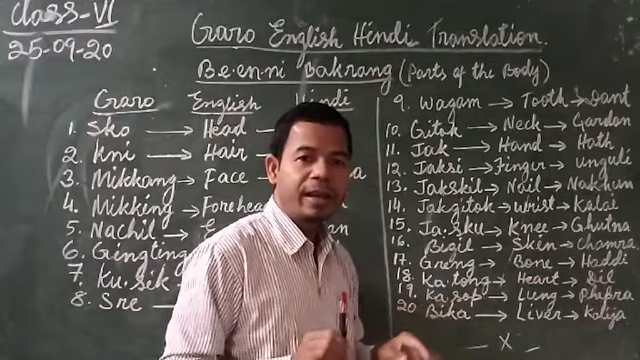 Class-VI
25-09-20
Garo English Hindi Translation.
Be.en.ni Bakrang (Parts of the Body)
Garo English Hindi
1. Sko → Head
2. Kni → Hair
3. Mikkang → Face
4. Mikking → Forehead
5. Nachil →
6. Gingting
7. Ku.sik
8. Sre
9. Wagam → Tooth → Dant
10. Gitok → Neck → Gardan
11. Jak → Hand → Hath
12. Jaksi → Finger → Unguli
13. Jakskil → Nail → Nakhun
14. Jakgitok → Wrist → Kalai
15. Ja.sku → Knee → Ghutna
16. Bigil → Skin → Chamra
17. Greng → Bone → Haddi
18. Ka.tong → Heart → Dil
19. Ka.sop → Lung → Phepra
20. Bika → Liver → Kalija
— x —